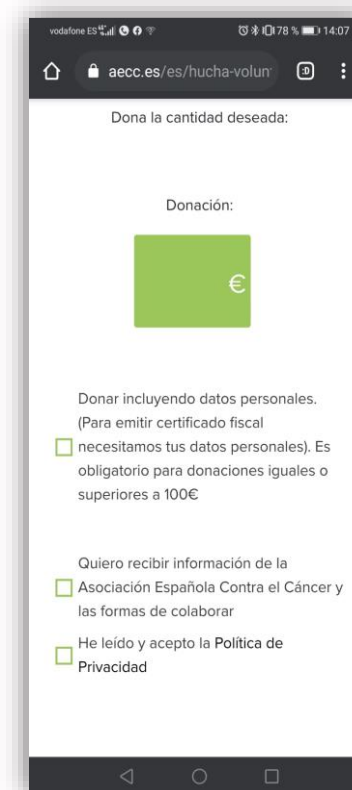 vodafone ES 78 % 14:07
aecc.es/es/hucha-volun
Dona la cantidad deseada:
Donación:
€
Donar incluyendo datos personales.
(Para emitir certificado fiscal
necesitamos tus datos personales). Es
obligatorio para donaciones iguales o
superiores a 100€
Quiero recibir información de la
Asociación Española Contra el Cáncer y
las formas de colaborar
He leído y acepto la Política de
Privacidad